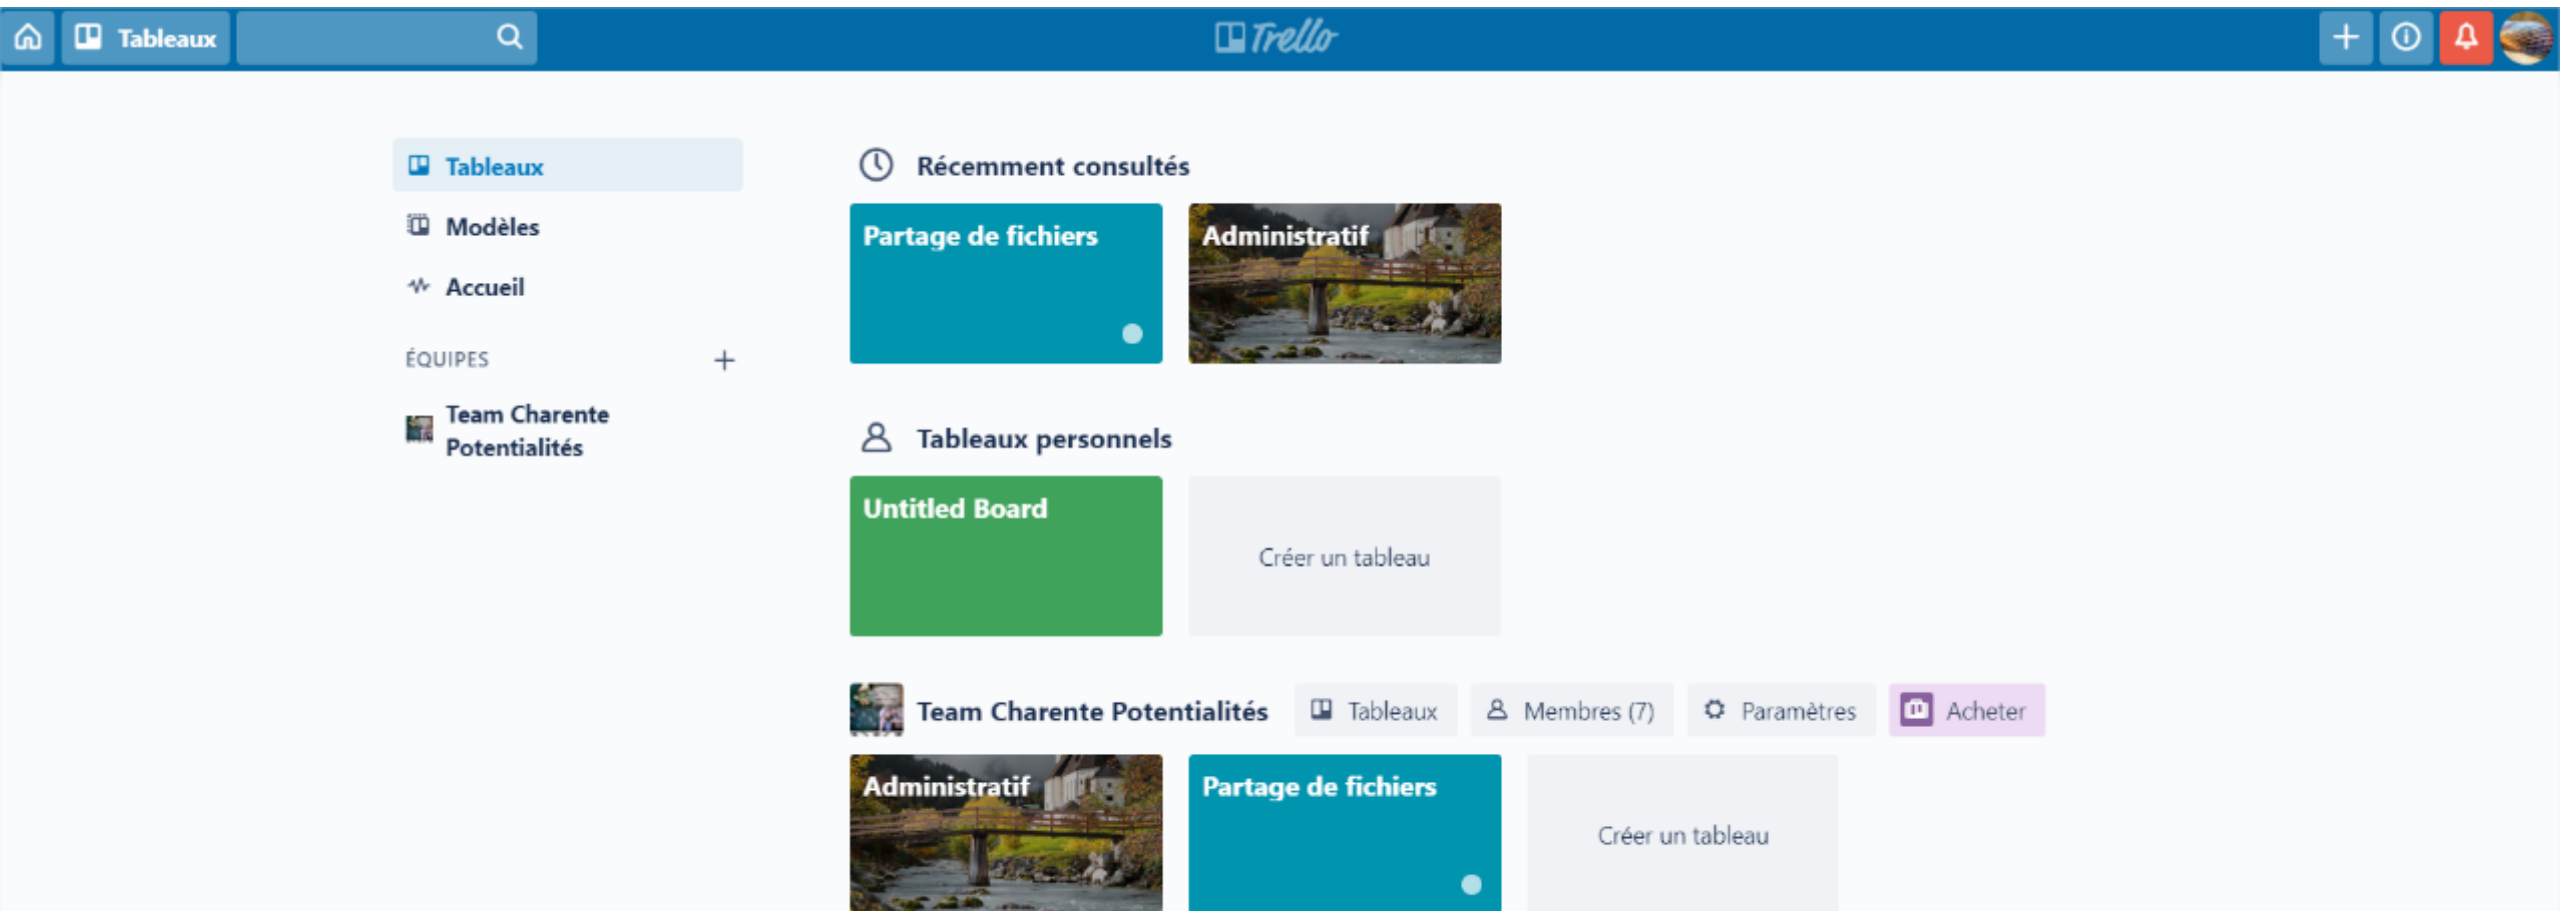 Tableaux
Trello
Tableaux
Modèles
Accueil
ÉQUIPES
Team Charente
Potentialités
Récemment consultés
Partage de fichiers
Administratif
Tableaux personnels
Untitled Board
Créer un tableau
Team Charente Potentialités
Tableaux
Membres (7)
Paramètres
Acheter
Administratif
Partage de fichiers
Créer un tableau